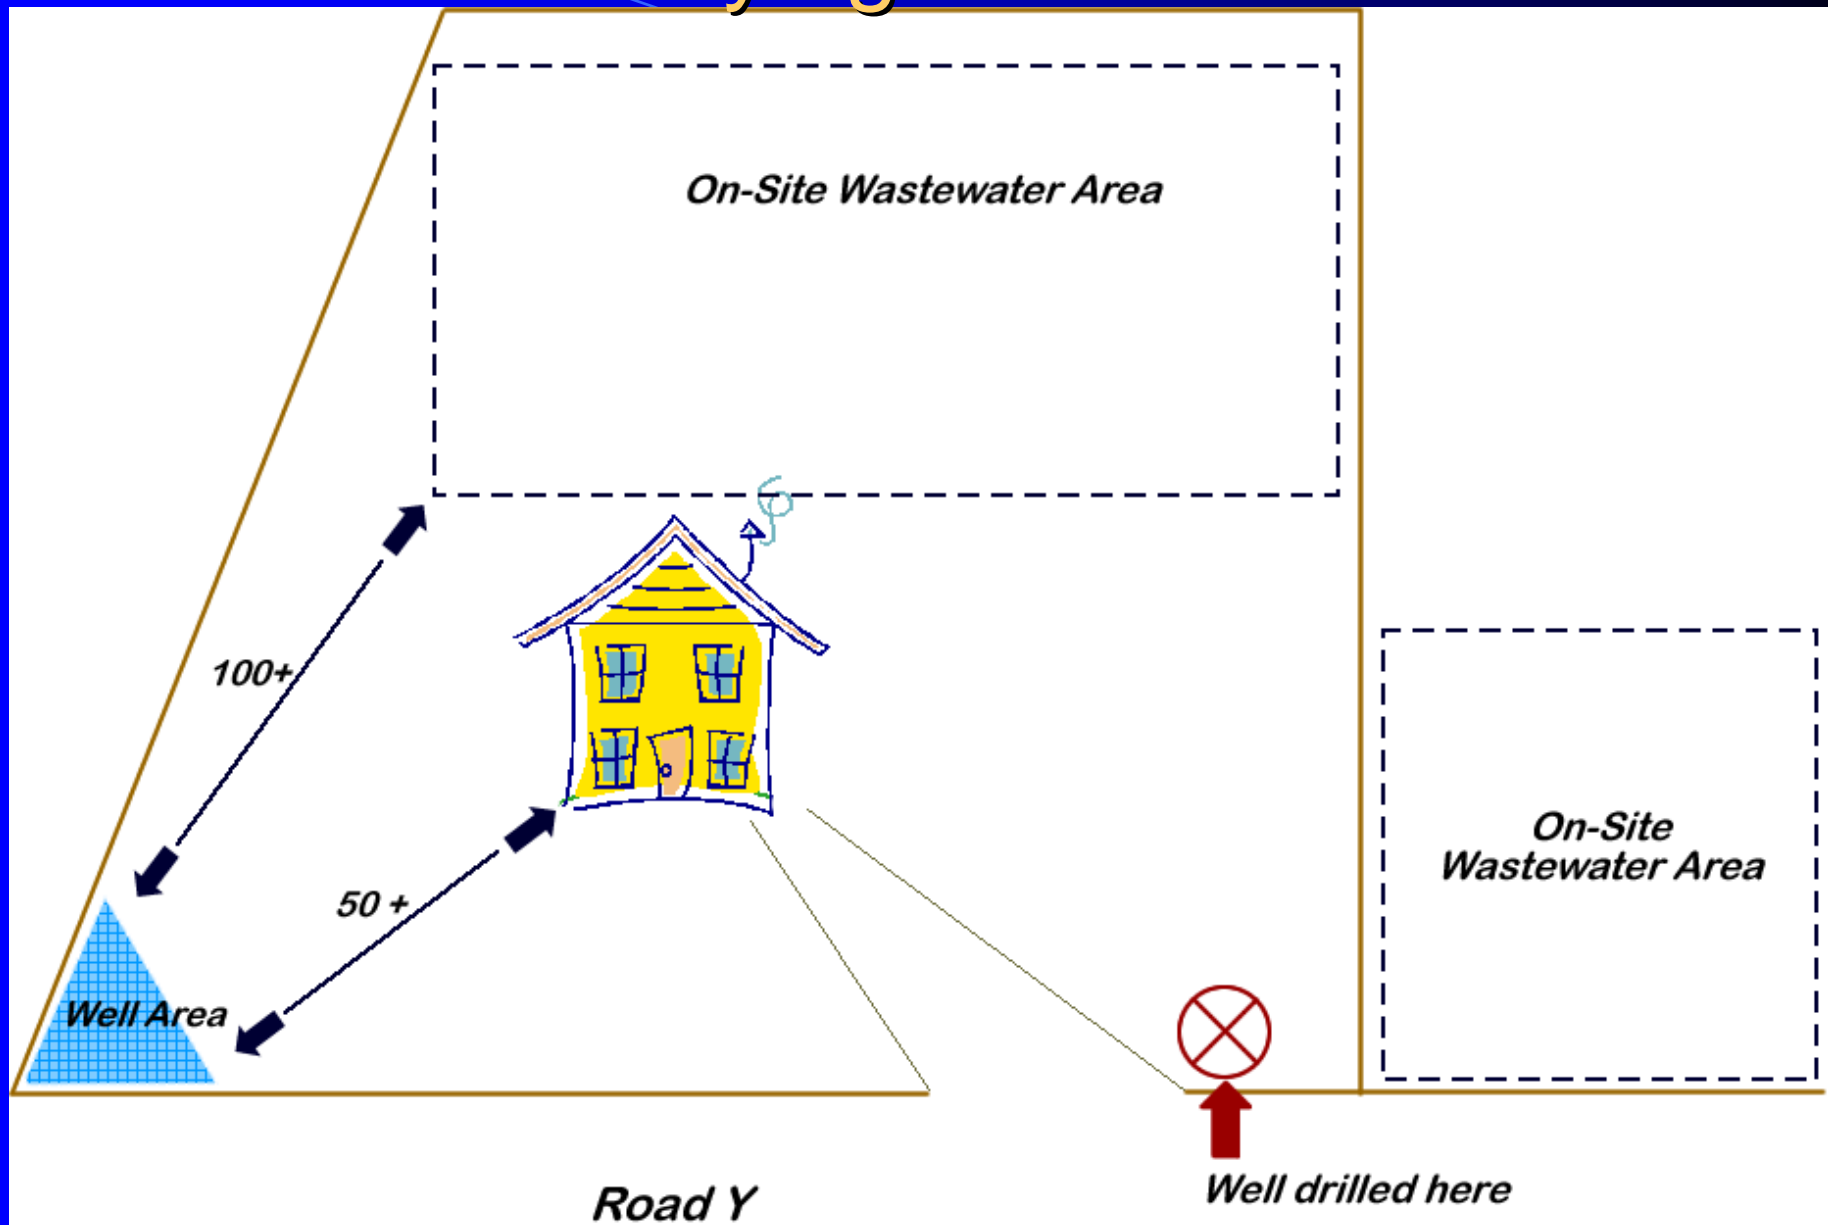 On-Site Wastewater Area
100+
50 +
On-Site
Wastewater Area
Well Area
Well drilled here
Road Y